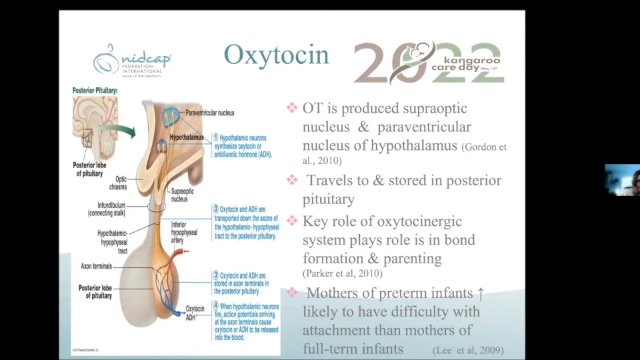 nidcap
FEDERATION
INTERNATIONAL
Oxytocin
2022
kangaroo
care day
Posterior Pituitary:
Posterior lobe
of pituitary
Optic
chiasma
Infundibulum
(connecting stalk)
Hypothalamic-
hypophyseal
tract
Axon terminals
Posterior lobe
of pituitary
Paraventricular nucleus
Hypothalamus
Supraoptic
nucleus
Inferior
hypophyseal
artery
Oxytocin
ADH
1 Hypothalamic neurons
synthesize oxytocin or
antidiuretic hormone (ADH).
2 Oxytocin and ADH are
transported down the axons of
the hypothalamic- hypophyseal
tract to the posterior pituitary.
3 Oxytocin and ADH are
stored in axon terminals in
the posterior pituitary.
4 When hypothalamic neurons
fire, action potentials arriving
at the axon terminals cause
oxytocin or ADH to be released
into the blood.
❖ OT is produced supraoptic
nucleus & paraventricular
nucleus of hypothalamus (Gordon et
al., 2010)
❖ Travels to & stored in posterior
pituitary
❖ Key role of oxytocinergic
system plays role is in bond
formation & parenting
(Parker et al, 2010)
❖ Mothers of preterm infants ↑
likely to have difficulty with
attachment than mothers of
full-term infants (Lee et al, 2009)